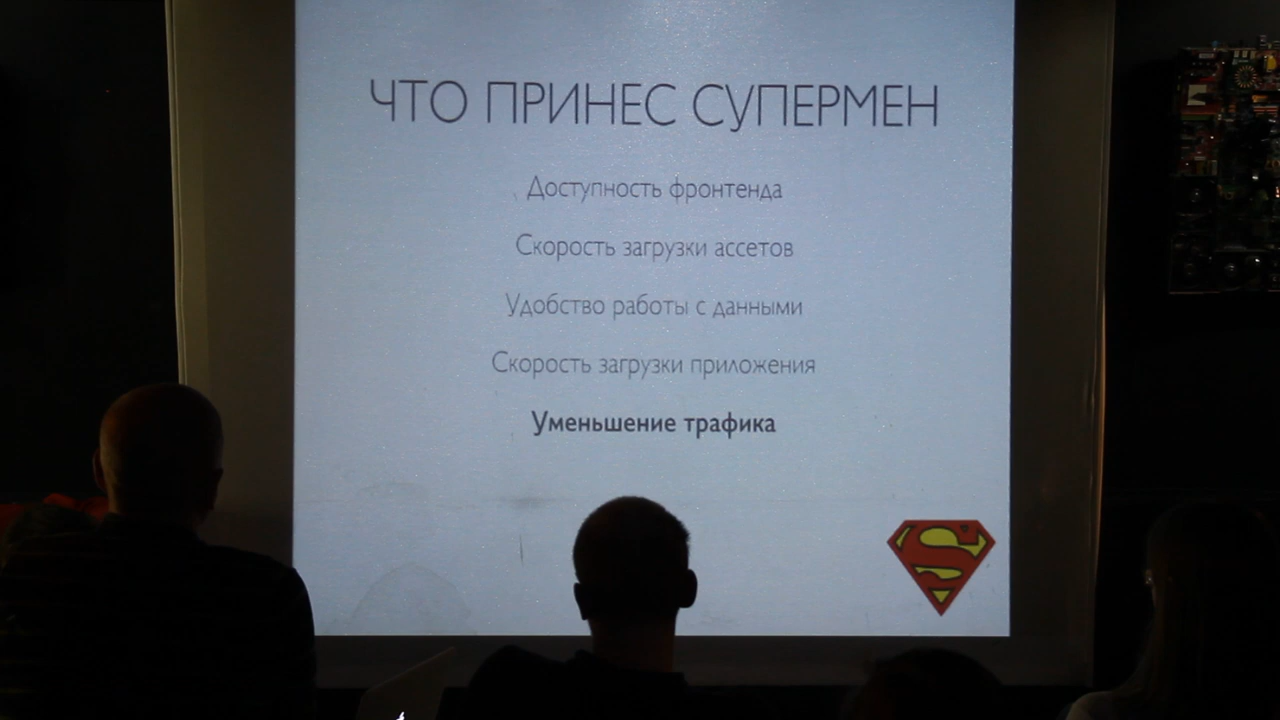 ЧТО ПРИНЕС СУПЕРМЕН
Доступность фронтенда
Скорость загрузки ассетов
Удобство работы с данными
Скорость загрузки приложения
Уменьшение трафика
S